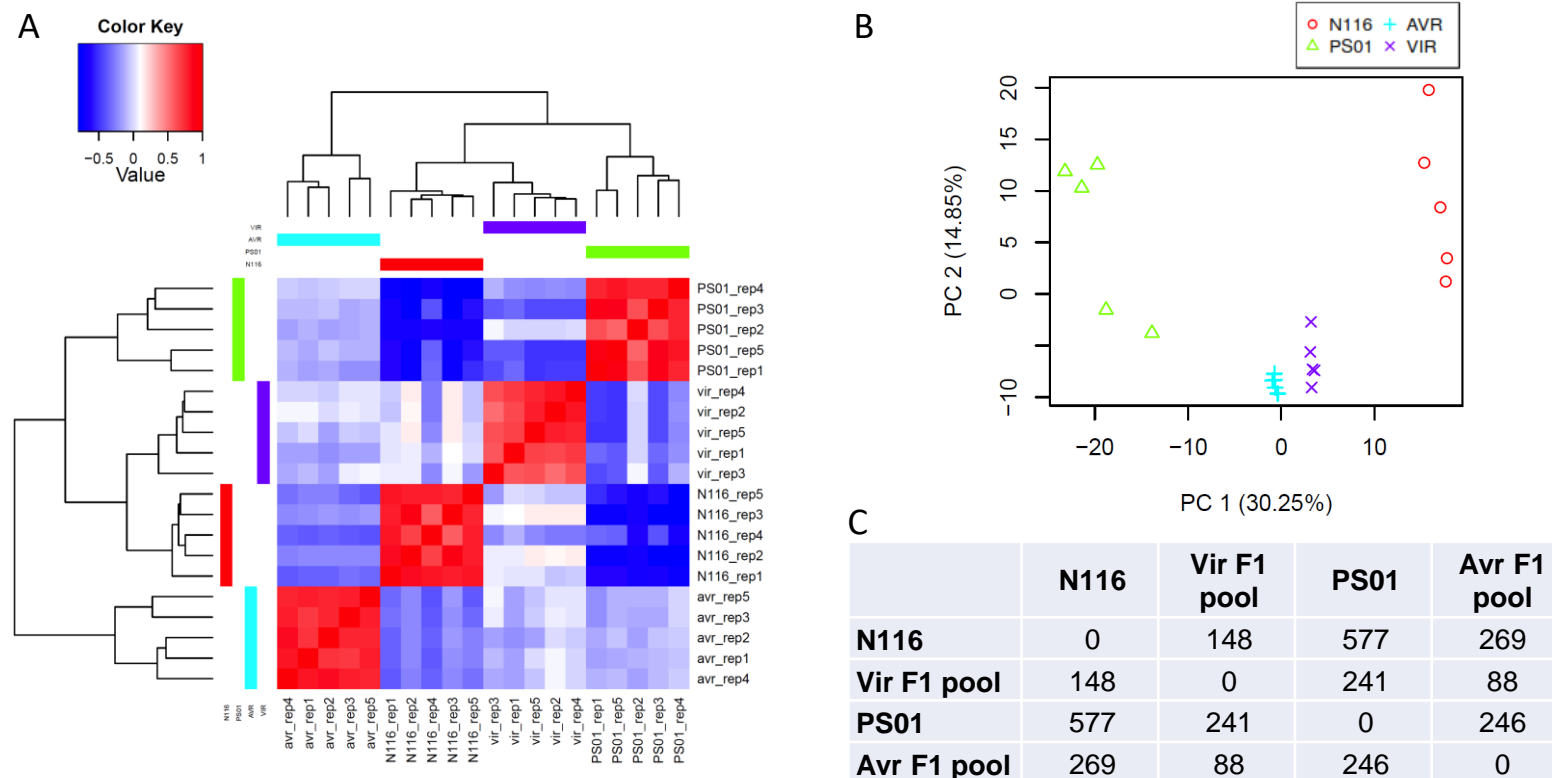 A
Color Key
−0.5 0 0.5 1
Value
VIR
AVR
PS01
N116
PS01_rep4
PS01_rep3
PS01_rep2
PS01_rep5
PS01_rep1
vir_rep4
vir_rep2
vir_rep5
vir_rep1
vir_rep3
N116_rep5
N116_rep3
N116_rep4
N116_rep2
N116_rep1
avr_rep5
avr_rep3
avr_rep2
avr_rep1
avr_rep4
N116
PS01
AVR
VIR
avr_rep4
avr_rep1
avr_rep2
avr_rep3
avr_rep5
N116_rep1
N116_rep2
N116_rep4
N116_rep3
N116_rep5
vir_rep3
vir_rep1
vir_rep5
vir_rep2
vir_rep4
PS01_rep1
PS01_rep5
PS01_rep2
PS01_rep3
PS01_rep4
B
N116 AVR
PS01 VIR
PC 2 (14.85%)
20
15
10
5
0
−10
−20 −10 0 10
PC 1 (30.25%)
C
N116 Vir F1 pool PS01 Avr F1 pool
N116 0 148 577 269
Vir F1 pool 148 0 241 88
PS01 577 241 0 246
Avr F1 pool 269 88 246 0